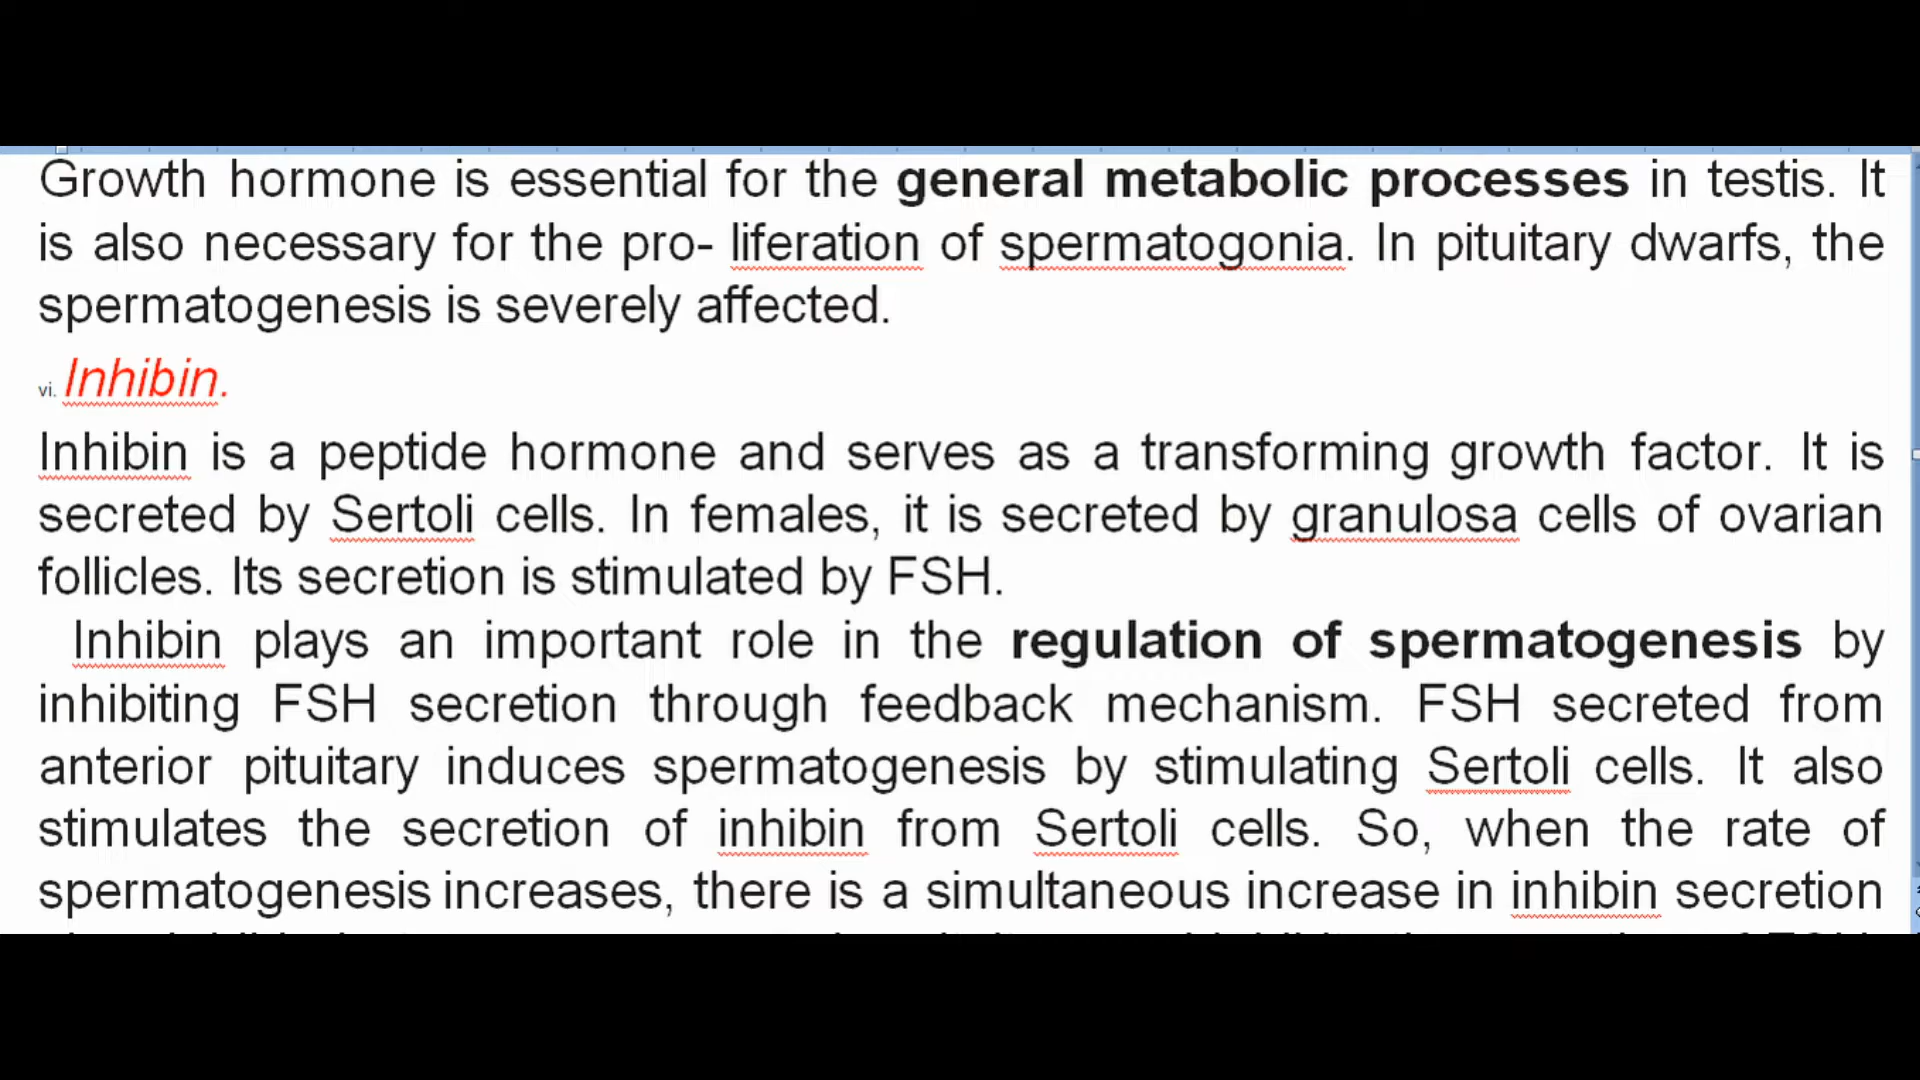 Growth hormone is essential for the general metabolic processes in testis. It
is also necessary for the pro- liferation of spermatogonia. In pituitary dwarfs, the
spermatogenesis is severely affected.
vi. Inhibin.
Inhibin is a peptide hormone and serves as a transforming growth factor. It is
secreted by Sertoli cells. In females, it is secreted by granulosa cells of ovarian
follicles. Its secretion is stimulated by FSH.
Inhibin plays an important role in the regulation of spermatogenesis by
inhibiting FSH secretion through feedback mechanism. FSH secreted from
anterior pituitary induces spermatogenesis by stimulating Sertoli cells. It also
stimulates the secretion of inhibin from Sertoli cells. So, when the rate of
spermatogenesis increases, there is a simultaneous increase in inhibin secretion